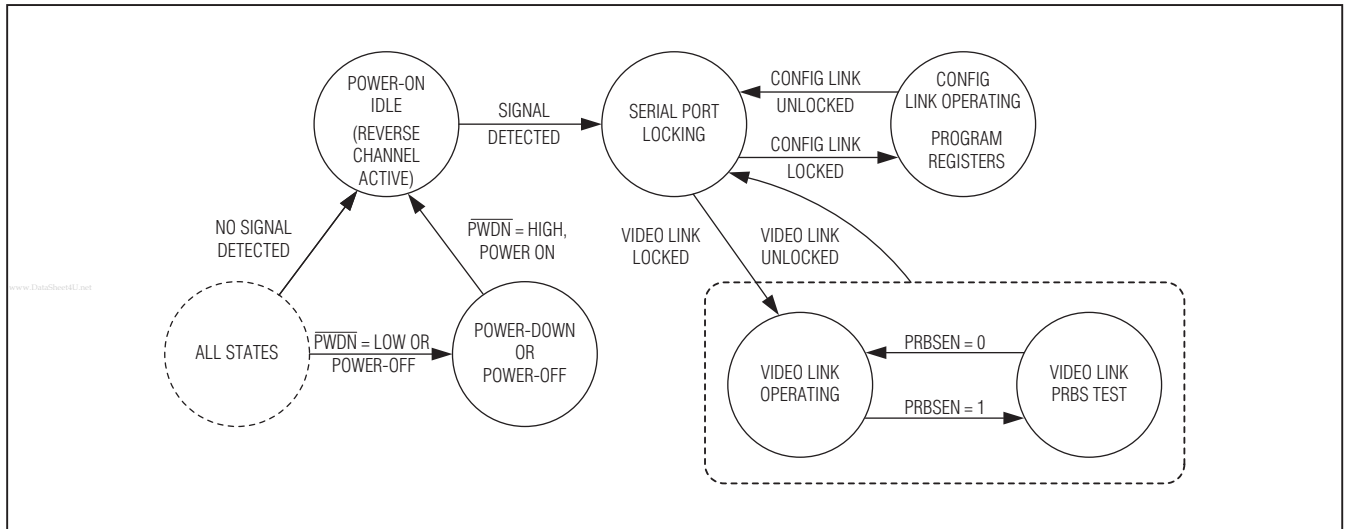 POWER-ON
IDLE
(REVERSE
CHANNEL
ACTIVE)
SIGNAL
DETECTED
SERIAL PORT
LOCKING
CONFIG LINK
UNLOCKED
CONFIG LINK
LOCKED
CONFIG
LINK OPERATING
PROGRAM
REGISTERS
NO SIGNAL
DETECTED
P̅W̅D̅N̅ = HIGH,
POWER ON
VIDEO LINK
LOCKED
VIDEO LINK
UNLOCKED
www.DataSheet4U.net
ALL STATES
P̅W̅D̅N̅ = LOW OR
POWER-OFF
POWER-DOWN
OR
POWER-OFF
VIDEO LINK
OPERATING
PRBSEN = 0
PRBSEN = 1
VIDEO LINK
PRBS TEST